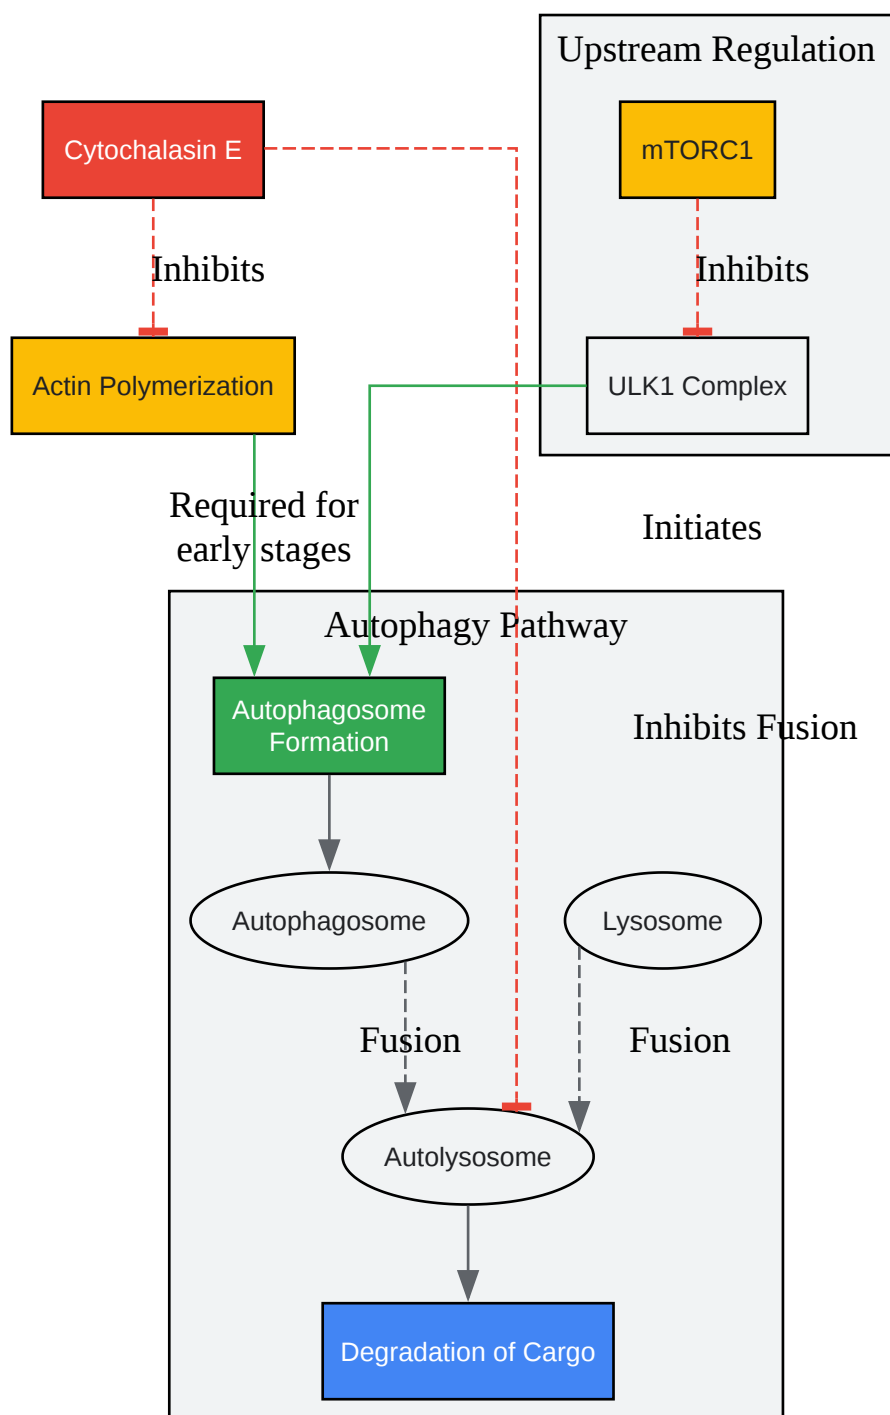 Upstream Regulation
Cytochalasin E
mTORC1
Inhibits
Inhibits
Actin Polymerization
ULK1 Complex
Required for
early stages
Initiates
Autophagy Pathway
Autophagosome
Formation
Inhibits Fusion
Autophagosome
Lysosome
Fusion
Fusion
Autolysosome
Degradation of Cargo